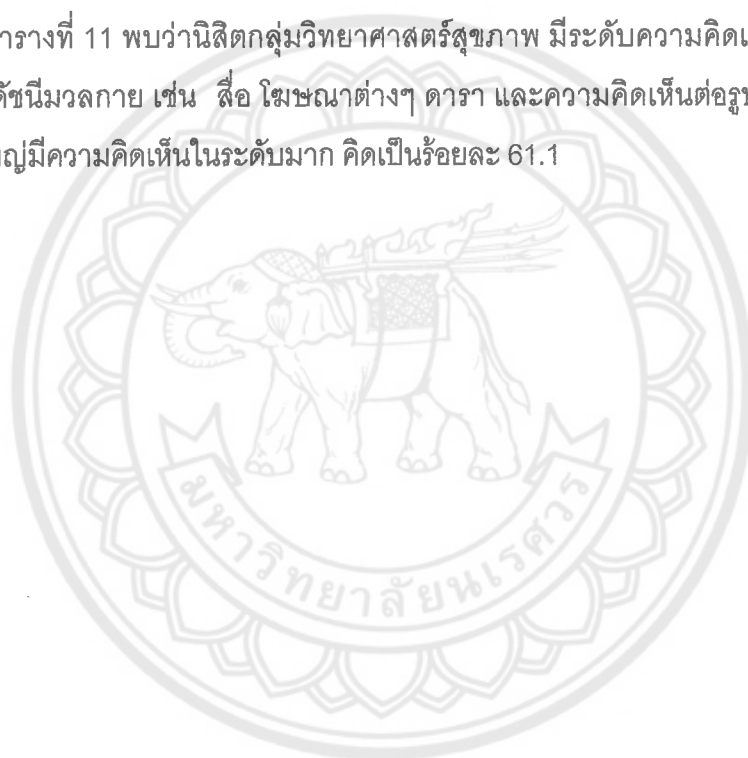 ารางที่ 11 พบว่านิสิตกลุ่มวิทยาศาสตร์สุขภาพ มีระดับความคิดเ
ดัชนีมวลกาย เช่น สื่อ โฆษณาต่างๆ ดารา และความคิดเห็นต่อรูป
ญ่มีความคิดเห็นในระดับมาก คิดเป็นร้อยละ 61.1
มหาวิทยาลัยนเรศวร